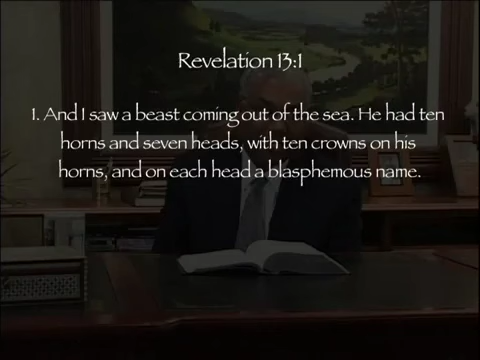 Revelation 13:1
1. And I saw a beast coming out of the sea. He had ten
horns and seven heads, with ten crowns on his
horns, and on each head a blasphemous name.